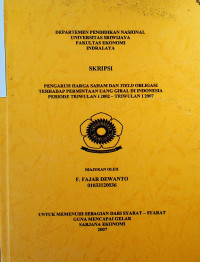 DEPARTEMEN PENDIDIKAN NASIONAL
UNIVERSITAS SRIWIJAYA
FAKULTAS EKONOMI
INDRALAYA
SKRIPSI
PENGARUH HARGA SAHAM DAN YIELD OBLIGASI
TERHADAP PERMINTAAN UANG GIRAL DI INDONESIA
PERIODE TRIWULAN I 2002 – TRIWULAN I 2007
DIAJUKAN OLEH
F. FAJAR DEWANTO
01033120036
UNTUK MEMENUHI SEBAGIAN DARI SYARAT – SYARAT
GUNA MENCAPAI GELAR
SARJANA EKONOMI
2007